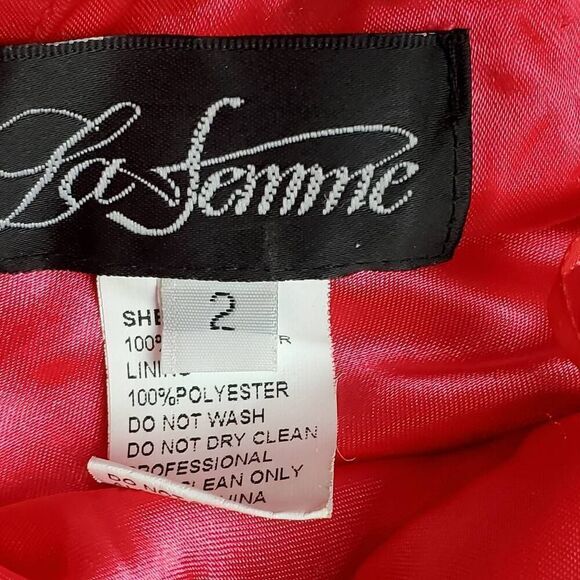 La Femme
2
SHE
100% R
LINI
100%POLYESTER
DO NOT WASH
DO NOT DRY CLEAN
PROFESSIONAL
CLEAN ONLY